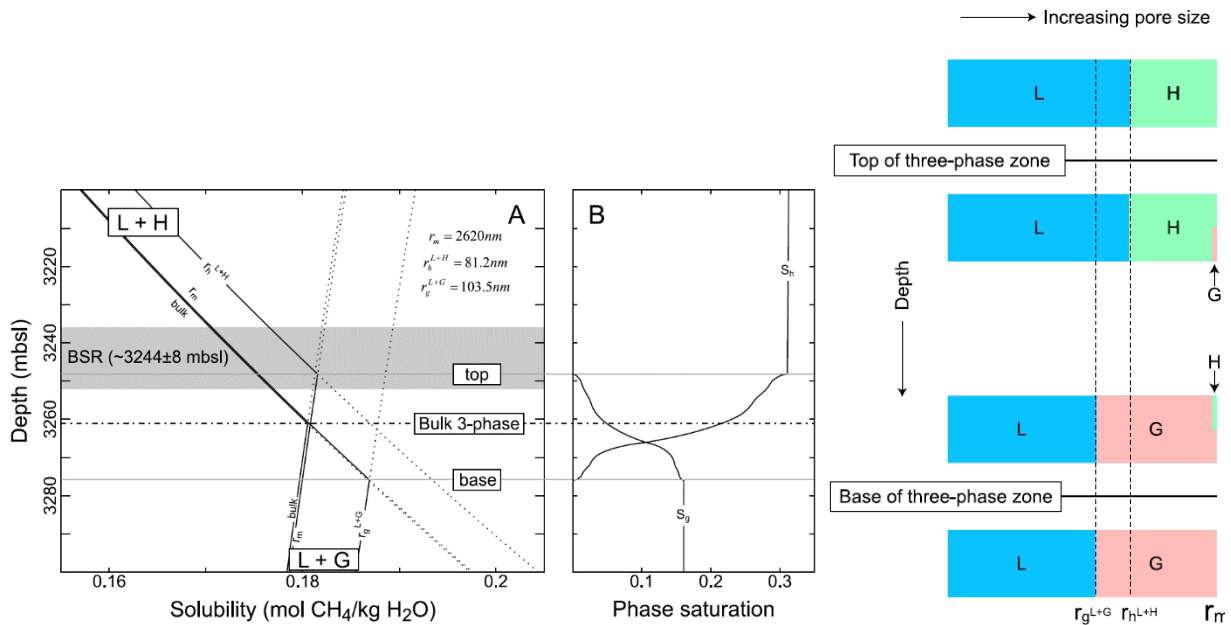 Increasing pore size
L
H
Top of three-phase zone
L
H
G
Depth
H
L
G
Base of three-phase zone
L
G
r_g^L+G
r_h^L+H
r_m
A
L + H
r_m = 2620nm
r_h^L+H = 81.2nm
r_g^L+G = 103.5nm
r_h^L+H
r_m
bulk
BSR (~3244±8 mbsl)
top
Bulk 3-phase
base
bulk
r_m
r_g^L+G
L + G
Depth (mbsl)
3220
3240
3260
3280
0.16
0.18
0.2
Solubility (mol CH₄/kg H₂O)
B
S_h
S_g
0.1
0.2
0.3
Phase saturation